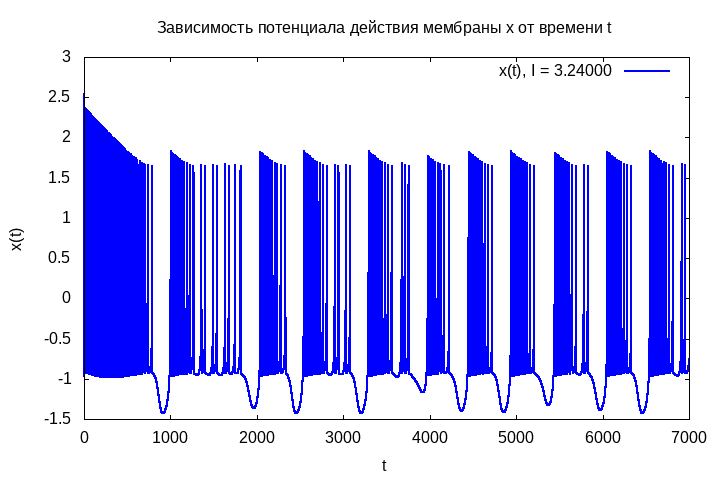 Зависимость потенциала действия мембраны x от времени t
x(t), I = 3.24000
3
2.5
2
1.5
1
0.5
0
-0.5
-1
-1.5
x(t)
0 1000 2000 3000 4000 5000 6000 7000
t